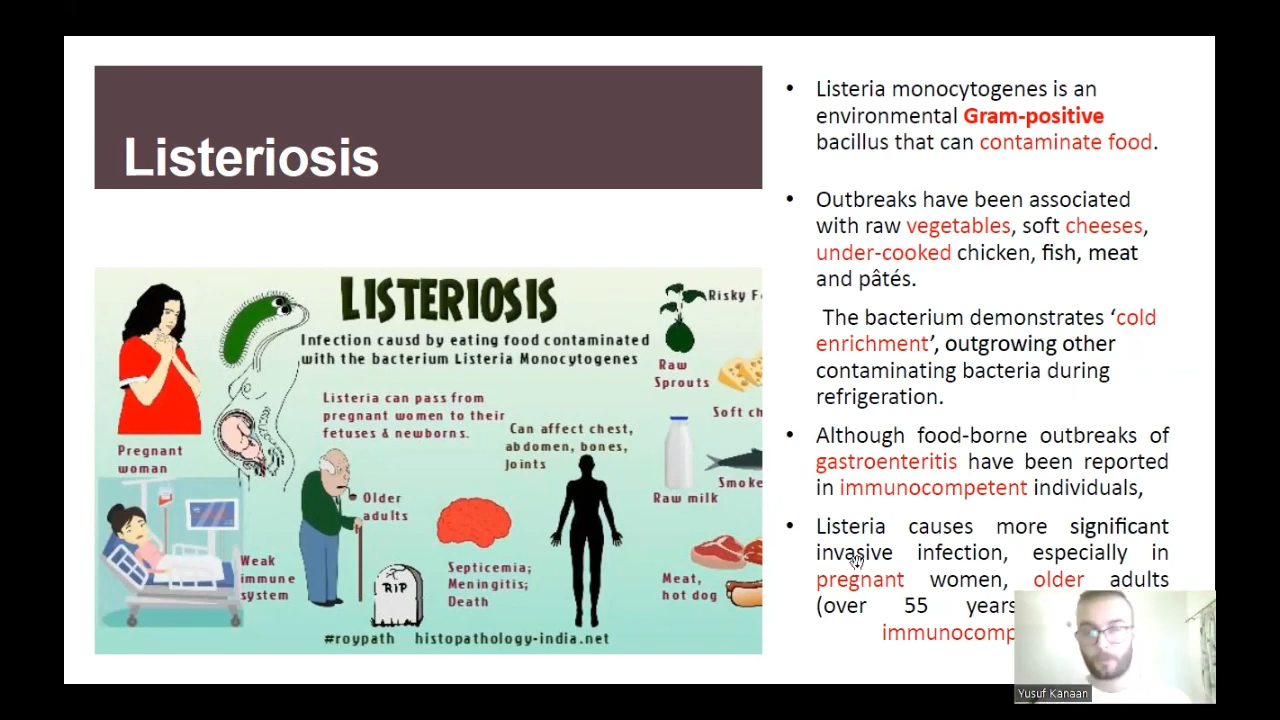 Listeriosis
• Listeria monocytogenes is an
environmental Gram-positive
bacillus that can contaminate food.
• Outbreaks have been associated
with raw vegetables, soft cheeses,
under-cooked chicken, fish, meat
and pâtés.
The bacterium demonstrates ‘cold
enrichment’, outgrowing other
contaminating bacteria during
refrigeration.
• Although food-borne outbreaks of
gastroenteritis have been reported
in immunocompetent individuals,
• Listeria causes more significant
invasive infection, especially in
pregnant women, older adults
(over 55 years
immunocomp
LISTERIOSIS
Infection causd by eating food contaminated
with the bacterium Listeria Monocytogenes
Listeria can pass from
pregnant women to their
fetuses & newborns.
Can affect chest,
abdomen, bones,
joints
Pregnant
woman
Older
adults
Weak
immune
system
Septicemia;
Meningitis;
Death
RIP
Risky F
Raw
Sprouts
Soft ch
Raw milk
Smoke
Meat,
hot dog
#roypath histopathology-india.net
Yusuf Kanaan